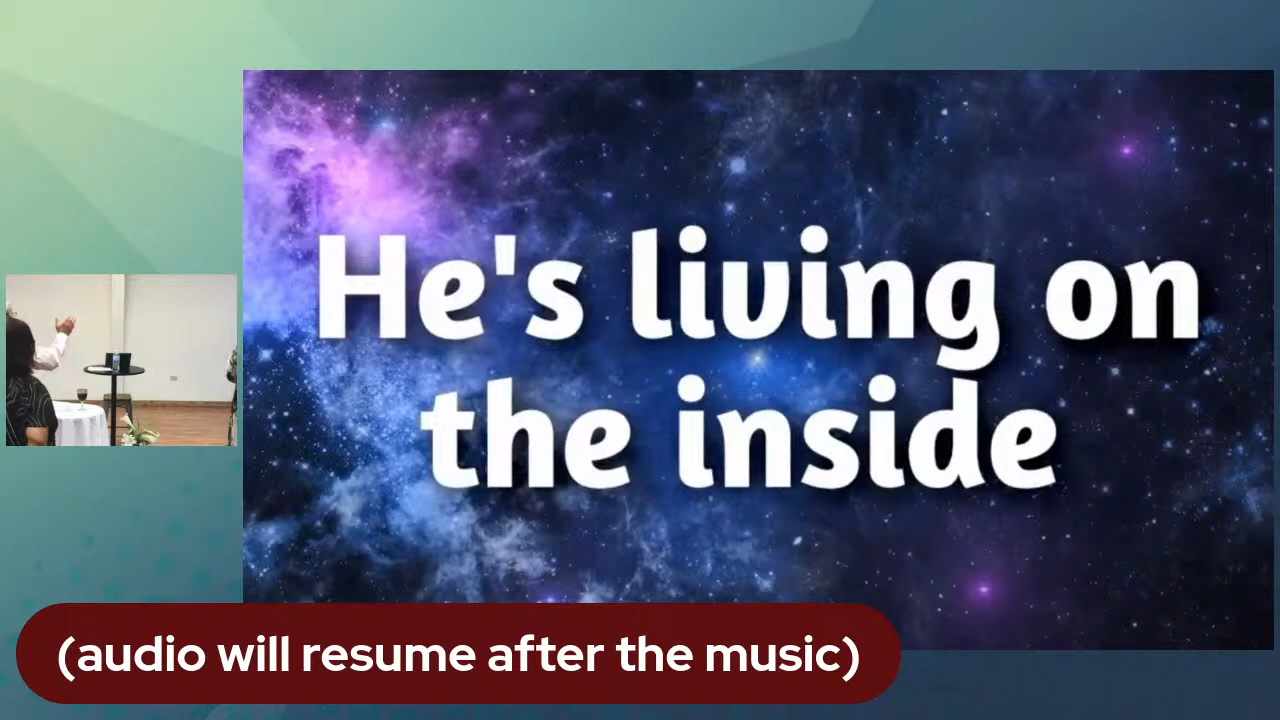 He's living on
the inside
(audio will resume after the music)